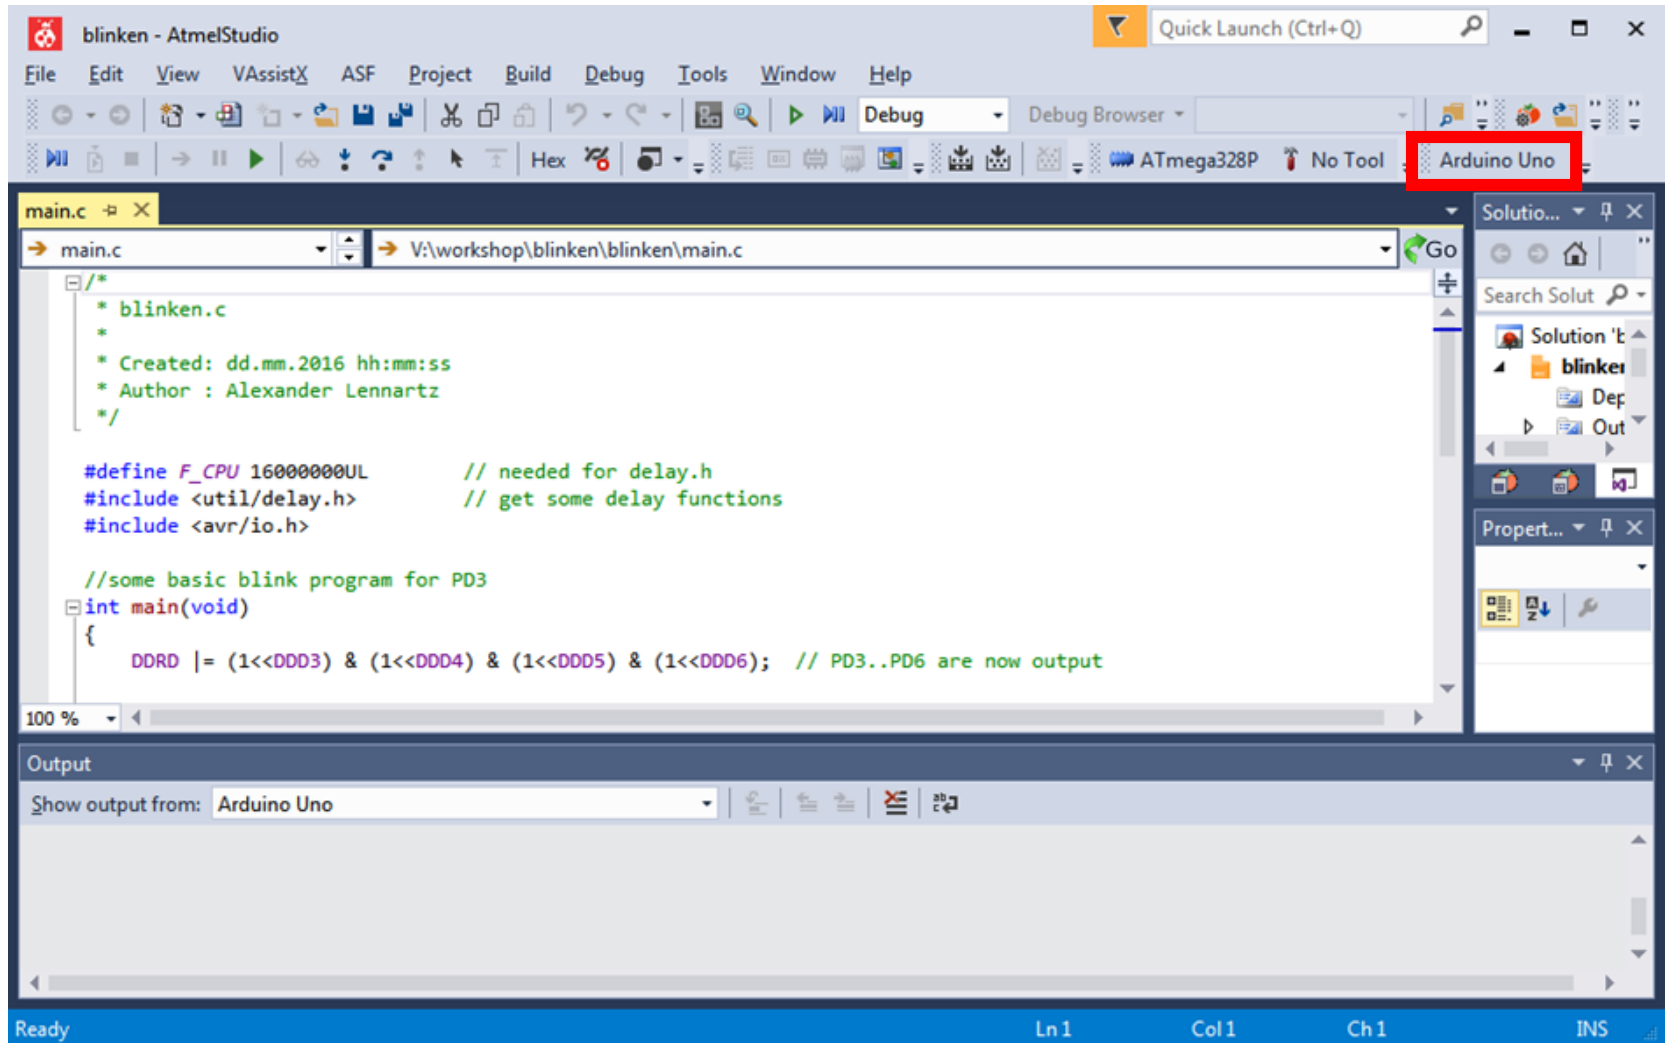 blinken - AtmelStudio
Quick Launch (Ctrl+Q)
File Edit View VAssistX ASF Project Build Debug Tools Window Help
Debug Debug Browser
Hex ATmega328P No Tool Arduino Uno
main.c
Solutio...
main.c V:\workshop\blinken\blinken\main.c Go
/*
* blinken.c
*
* Created: dd.mm.2016 hh:mm:ss
* Author : Alexander Lennartz
*/
#define F_CPU 16000000UL // needed for delay.h
#include <util/delay.h> // get some delay functions
#include <avr/io.h>
//some basic blink program for PD3
int main(void)
{
DDRD |= (1<<DDD3) & (1<<DDD4) & (1<<DDD5) & (1<<DDD6); // PD3..PD6 are now output
100 %
Search Solut
Solution 'b
blinken
Dep
Out
Propert...
Output
Show output from: Arduino Uno
Ready Ln 1 Col 1 Ch 1 INS